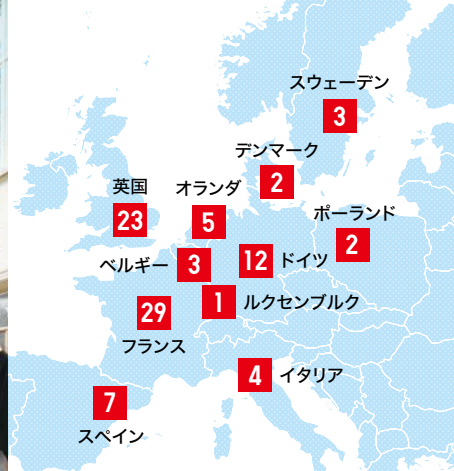 スウェーデン
3
デンマーク
2
英国
23
オランダ
5
ポーランド
2
ベルギー
3
12
ドイツ
1
ルクセンブルク
29
フランス
4
イタリア
7
スペイン